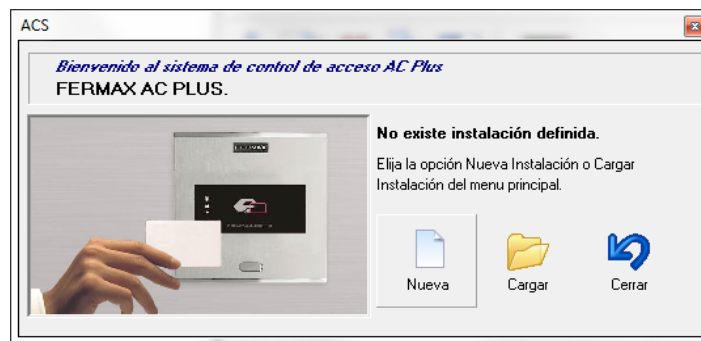 ACS
Bienvenido al sistema de control de acceso AC Plus
FERMAX AC PLUS.
No existe instalación definida.
Elija la opción Nueva Instalación o Cargar
Instalación del menu principal.
Nueva
Cargar
Cerrar